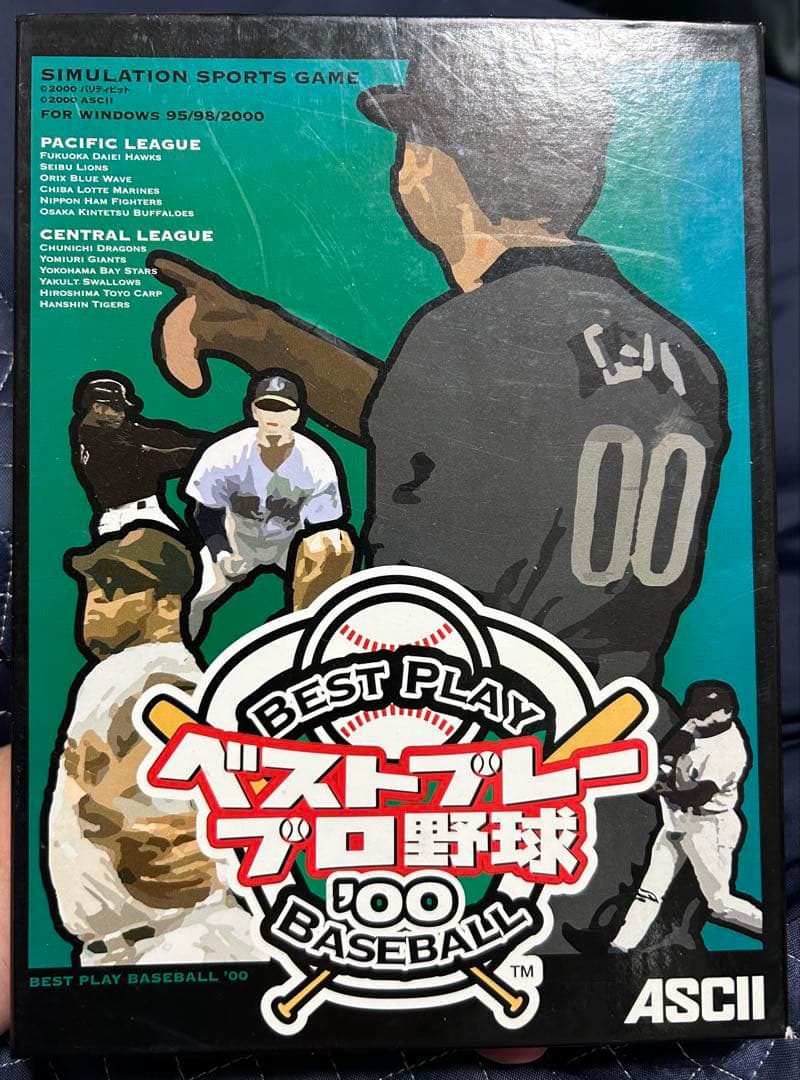 SIMULATION SPORTS GAME
©2000 パリティビット
©2000 ASCII
FOR WINDOWS 95/98/2000
PACIFIC LEAGUE
FUKUOKA DAIEI HAWKS
SEIBU LIONS
ORIX BLUE WAVE
CHIBA LOTTE MARINES
NIPPON HAM FIGHTERS
OSAKA KINTETSU BUFFALOES
CENTRAL LEAGUE
CHUNICHI DRAGONS
YOMIURI GIANTS
YOKOHAMA BAY STARS
YAKULT SWALLOWS
HIROSHIMA TOYO CARP
HANSHIN TIGERS
00
BEST PLAY
ベストプレー
プロ野球
'00
BASEBALL
TM
BEST PLAY BASEBALL '00
ASCII